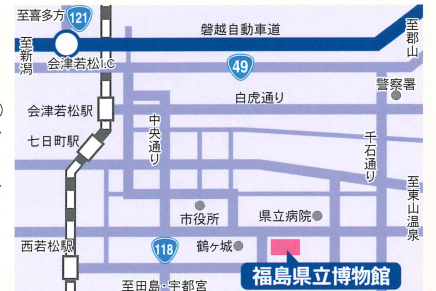 至喜多方
121
磐越自動車道
至郡山
至新潟
会津若松I.C
49
警察署
白虎通り
会津若松駅
中央通り
千石通り
七日町駅
至東山温泉
市役所
県立病院
西若松駅
118
鶴ヶ城
福島県立博物館
至田島・宇都宮